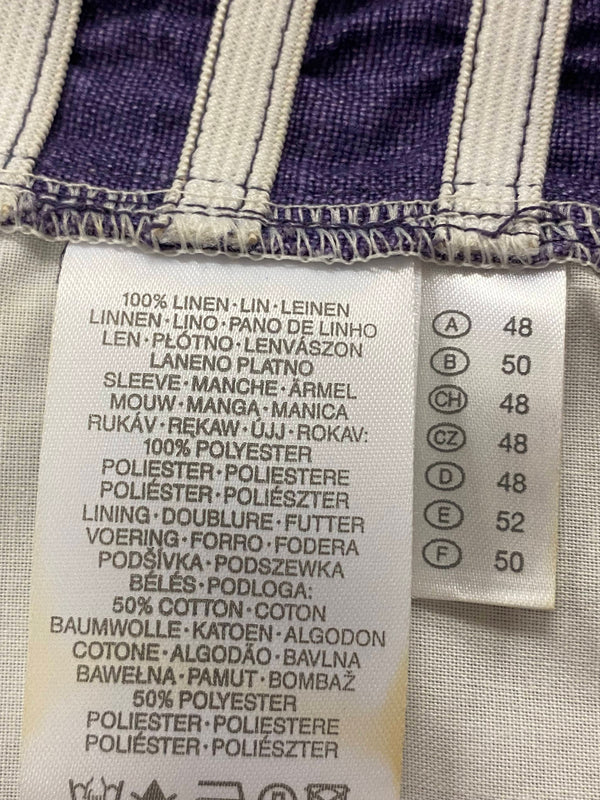 100% LINEN·LIN·LEINEN
LINNEN·LINO·PANO DE LINHO
LEN·PŁÓTNO·LENVÁSZON
LANENO PLATNO
SLEEVE·MANCHE·ÄRMEL
MOUW·MANGA·MANICA
RUKÁV·RĘKAW·ÚJJ·ROKAV:
100% POLYESTER
POLIESTER·POLIESTERE
POLIÉSTER·POLIÉSZTER
LINING·DOUBLURE·FUTTER
VOERING·FORRO·FODERA
PODŠÍVKA·PODSZEWKA
BÉLÉS·PODLOGA:
50% COTTON·COTON
BAUMWOLLE·KATOEN·ALGODON
COTONE·ALGODÃO·BAVLNA
BAWEŁNA·PAMUT·BOMBAŽ
50% POLYESTER
POLIESTER·POLIESTERE
POLIÉSTER·POLIÉSZTER
A 48
B 50
CH 48
CZ 48
D 48
E 52
F 50